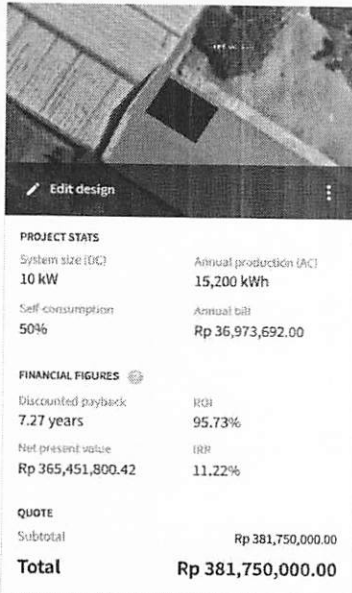 Edit design
PROJECT STATS
System size (DC)
Annual production (AC)
10 kW
15,200 kWh
Self-consumption
Annual bill
50%
Rp 36,973,692.00
FINANCIAL FIGURES
Discounted payback
ROI
7.27 years
95.73%
Net present value
IRR
Rp 365,451,800.42
11.22%
QUOTE
Subtotal
Rp 381,750,000.00
Total
Rp 381,750,000.00